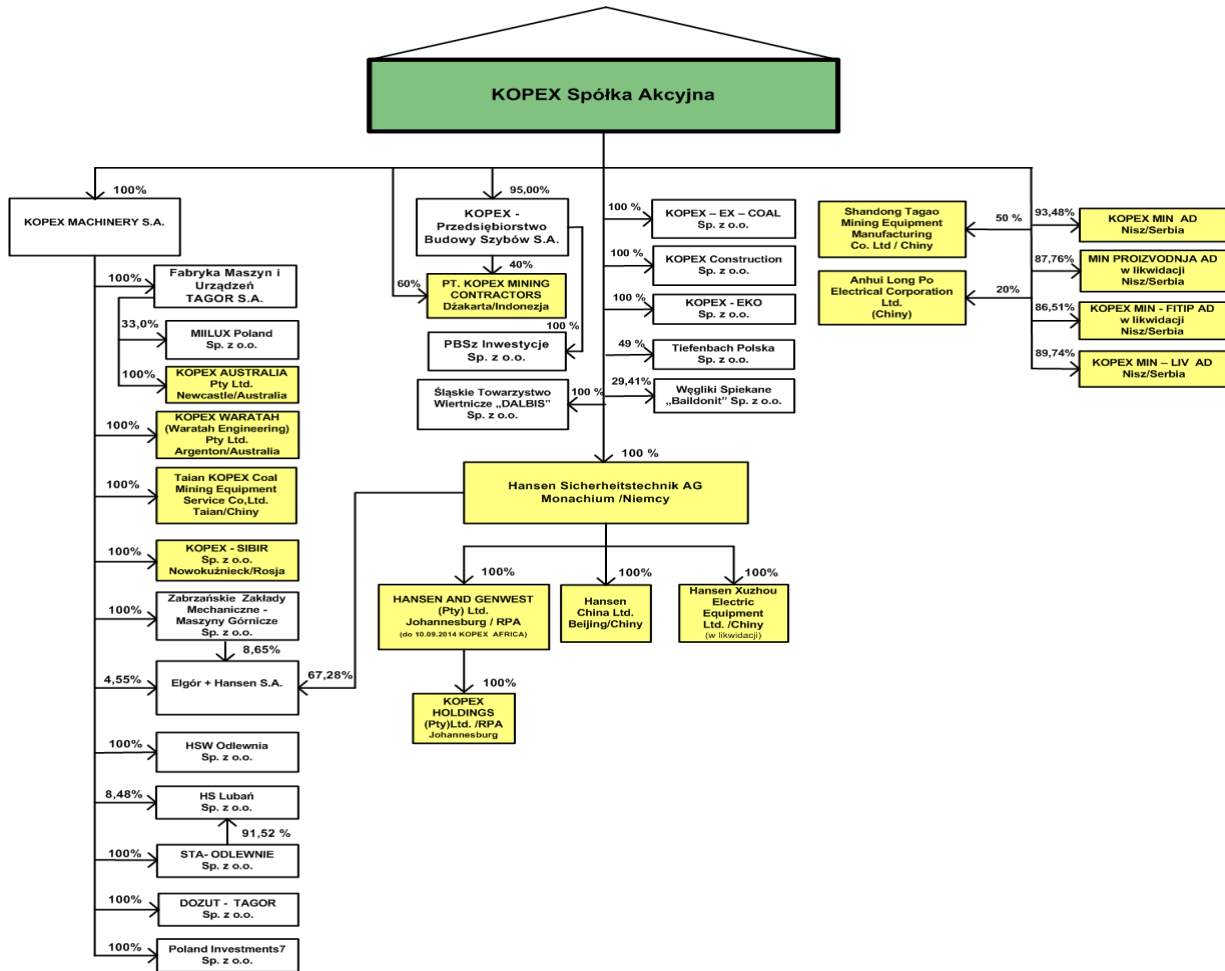 KOPEX Spółka Akcyjna
100%
KOPEX MACHINERY S.A.
100%
Fabryka Maszyn i
Urządzeń
TAGOR S.A.
33,0%
MIILUX Poland
Sp. z o.o.
100%
KOPEX AUSTRALIA
Pty Ltd.
Newcastle/Australia
100%
KOPEX WARATAH
(Waratah Engineering)
Pty Ltd.
Argenton/Australia
100%
Taian KOPEX Coal
Mining Equipment
Service Co,Ltd.
Taian/Chiny
100%
KOPEX - SIBIR
Sp. z o.o.
Nowokuźnieck/Rosja
100%
Zabrzańskie Zakłady
Mechaniczne -
Maszyny Górnicze
Sp. z o.o.
8,65%
4,55%
Elgór + Hansen S.A.
67,28%
100%
HSW Odlewnia
Sp. z o.o.
8,48%
HS Lubań
Sp. z o.o.
91,52 %
100%
STA- ODLEWNIE
Sp. z o.o.
100%
DOZUT - TAGOR
Sp. z o.o.
100%
Poland Investments7
Sp. z o.o.
95,00%
KOPEX -
Przedsiębiorstwo
Budowy Szybów S.A.
40%
60%
PT. KOPEX MINING
CONTRACTORS
Dżakarta/Indonezja
100 %
PBSz Inwestycje
Sp. z o.o.
Śląskie Towarzystwo
Wiertnicze „DALBIS”
Sp. z o.o.
100 %
100 %
KOPEX – EX – COAL
Sp. z o.o.
100 %
KOPEX Construction
Sp. z o.o.
100 %
KOPEX - EKO
Sp. z o.o.
49 %
Tiefenbach Polska
Sp. z o.o.
29,41%
Węgliki Spiekane
„Baildonit” Sp. z o.o.
100 %
Hansen Sicherheitstechnik AG
Monachium /Niemcy
100%
HANSEN AND GENWEST
(Pty) Ltd.
Johannesburg / RPA
(do 10.09.2014 KOPEX AFRICA)
100%
KOPEX
HOLDINGS
(Pty)Ltd. /RPA
Johannesburg
100%
Hansen
China Ltd.
Beijing/Chiny
100%
Hansen Xuzhou
Electric
Equipment
Ltd. /Chiny
(w likwidacji)
Shandong Tagao
Mining Equipment
Manufacturing
Co. Ltd / Chiny
50 %
Anhui Long Po
Electrical Corporation
Ltd.
(Chiny)
20%
93,48%
KOPEX MIN AD
Nisz/Serbia
87,76%
MIN PROIZVODNJA AD
w likwidacji
Nisz/Serbia
86,51%
KOPEX MIN - FITIP AD
w likwidacji
Nisz/Serbia
89,74%
KOPEX MIN – LIV AD
Nisz/Serbia